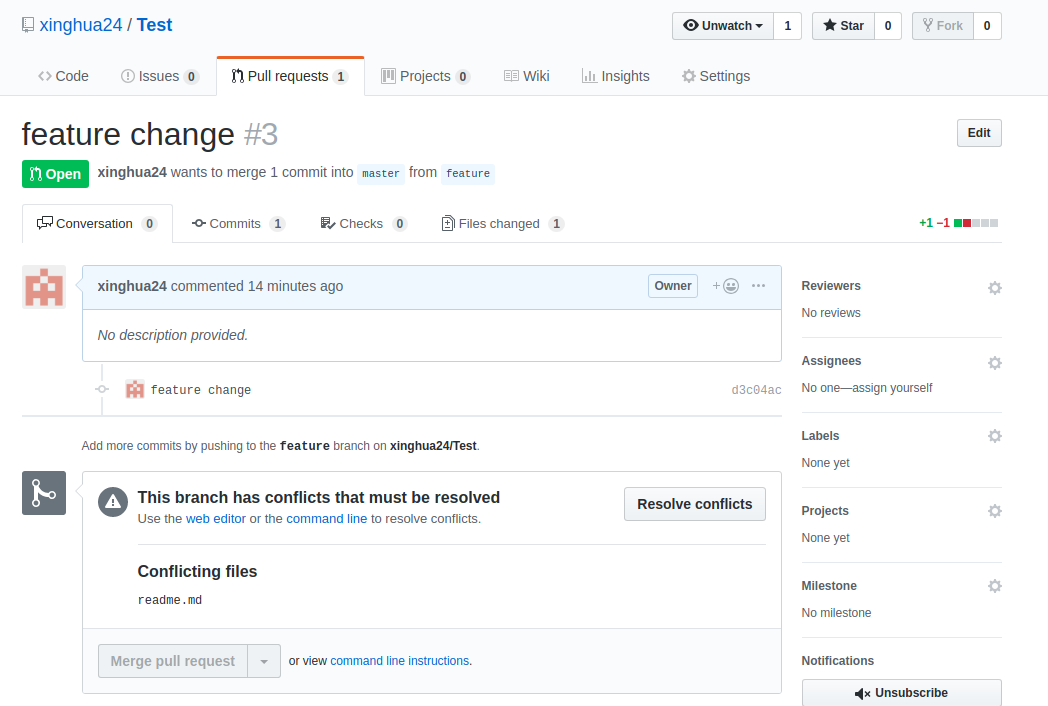 xinghua24 / Test
Unwatch 1 Star 0 Fork 0
Code Issues 0 Pull requests 1 Projects 0 Wiki Insights Settings
feature change #3
Edit
Open xinghua24 wants to merge 1 commit into master from feature
Conversation 0 Commits 1 Checks 0 Files changed 1 +1 −1
xinghua24 commented 14 minutes ago Owner + ...
No description provided.
feature change d3c04ac
Add more commits by pushing to the feature branch on xinghua24/Test.
This branch has conflicts that must be resolved
Use the web editor or the command line to resolve conflicts.
Resolve conflicts
Conflicting files
readme.md
Merge pull request or view command line instructions.
Reviewers
No reviews
Assignees
No one—assign yourself
Labels
None yet
Projects
None yet
Milestone
No milestone
Notifications
Unsubscribe